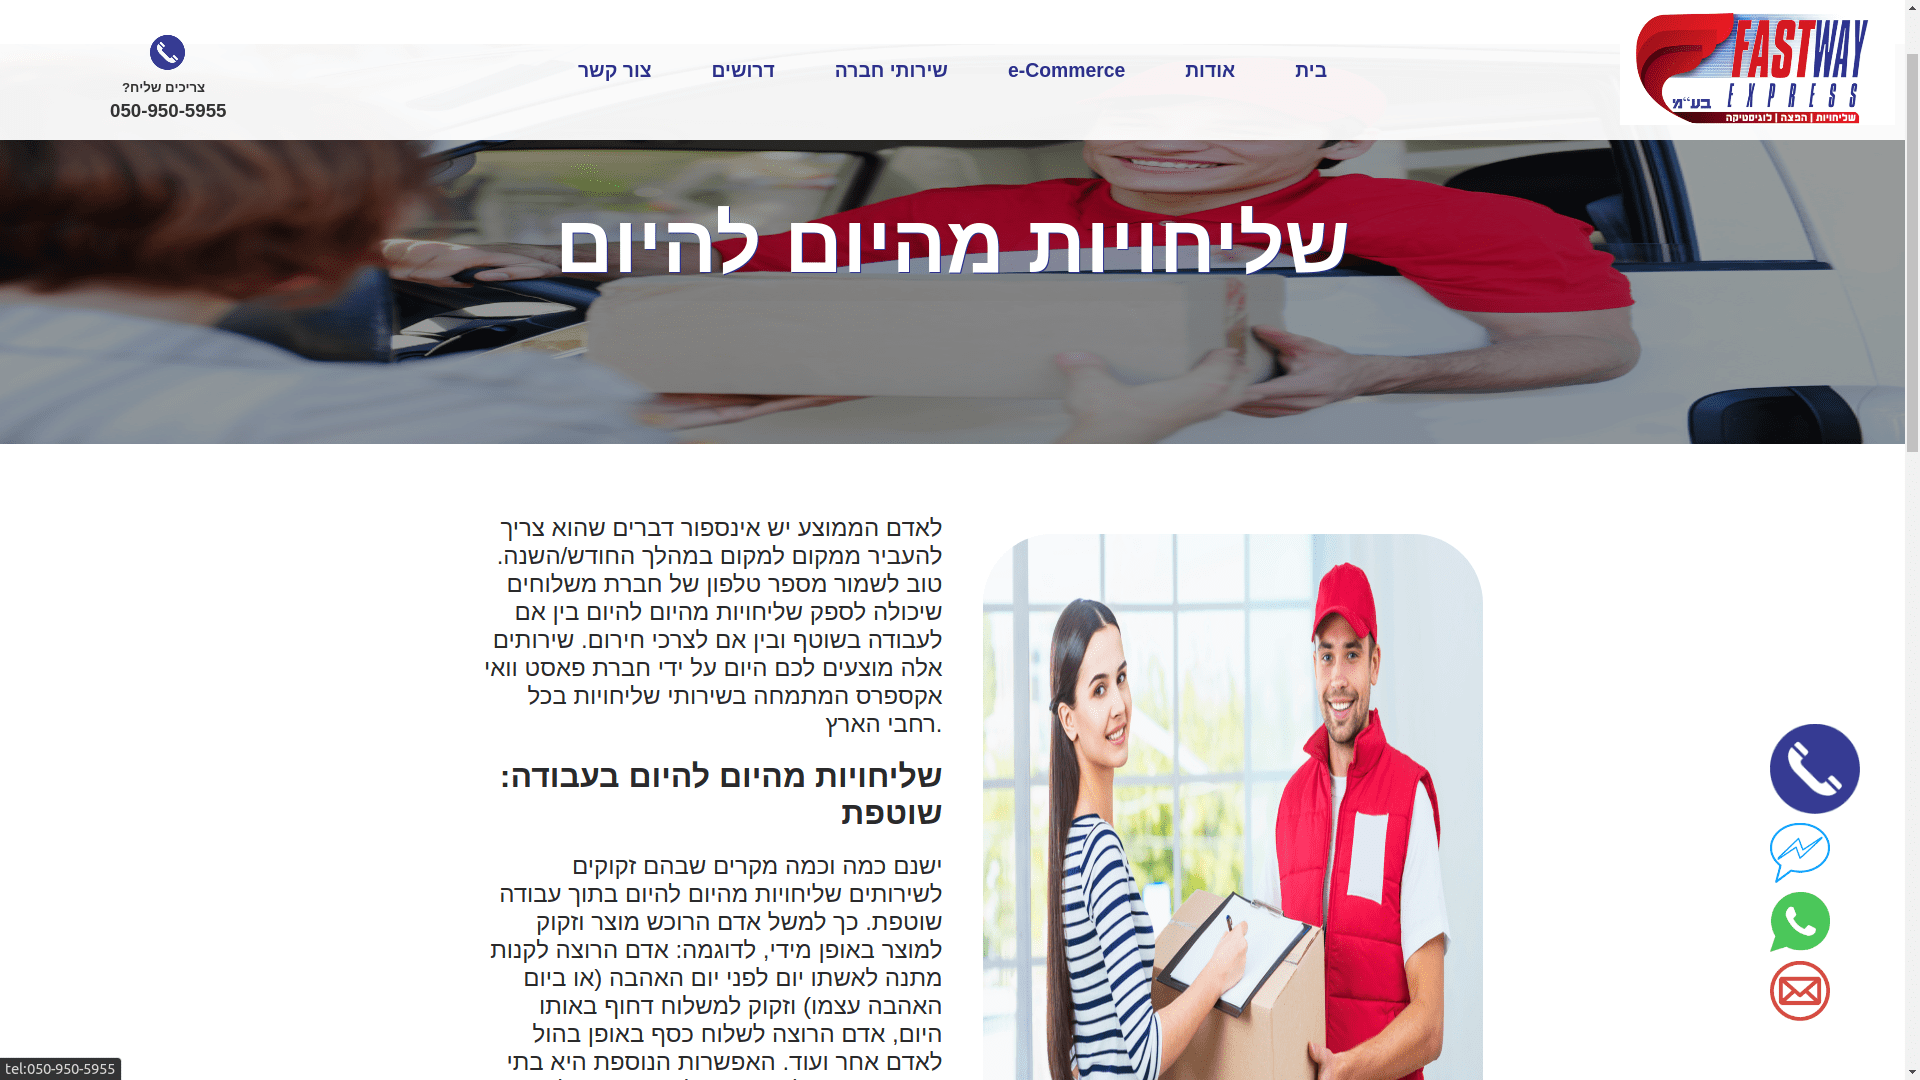 FASTWAY
EXPRESS
בע"מ
שליחויות | הפצה | לוגיסטיקה
בית
אודות
e-Commerce
שירותי חברה
דרושים
צור קשר
צריכים שליח?
050-950-5955
שליחויות מהיום להיום
לאדם הממוצע יש אינספור דברים שהוא צריך
להעביר ממקום למקום במהלך החודש/השנה.
טוב לשמור מספר טלפון של חברת משלוחים
שיכולה לספק שליחויות מהיום להיום בין אם
לעבודה בשוטף ובין אם לצרכי חירום. שירותים
אלה מוצעים לכם היום על ידי חברת פאסט וואי
אקספרס המתמחה בשירותי שליחויות בכל
.רחבי הארץ
שליחויות מהיום להיום בעבודה:
שוטפת
ישנם כמה וכמה מקרים שבהם זקוקים
לשירותים שליחויות מהיום להיום בתוך עבודה
שוטפת. כך למשל אדם הרוכש מוצר וזקוק
למוצר באופן מידי, לדוגמה: אדם הרוצה לקנות
מתנה לאשתו יום לפני יום האהבה (או ביום
האהבה עצמו) וזקוק למשלוח דחוף באותו
היום, אדם הרוצה לשלוח כסף באופן בהול
לאדם אחר ועוד. האפשרות הנוספת היא בתי
tel:050-950-5955